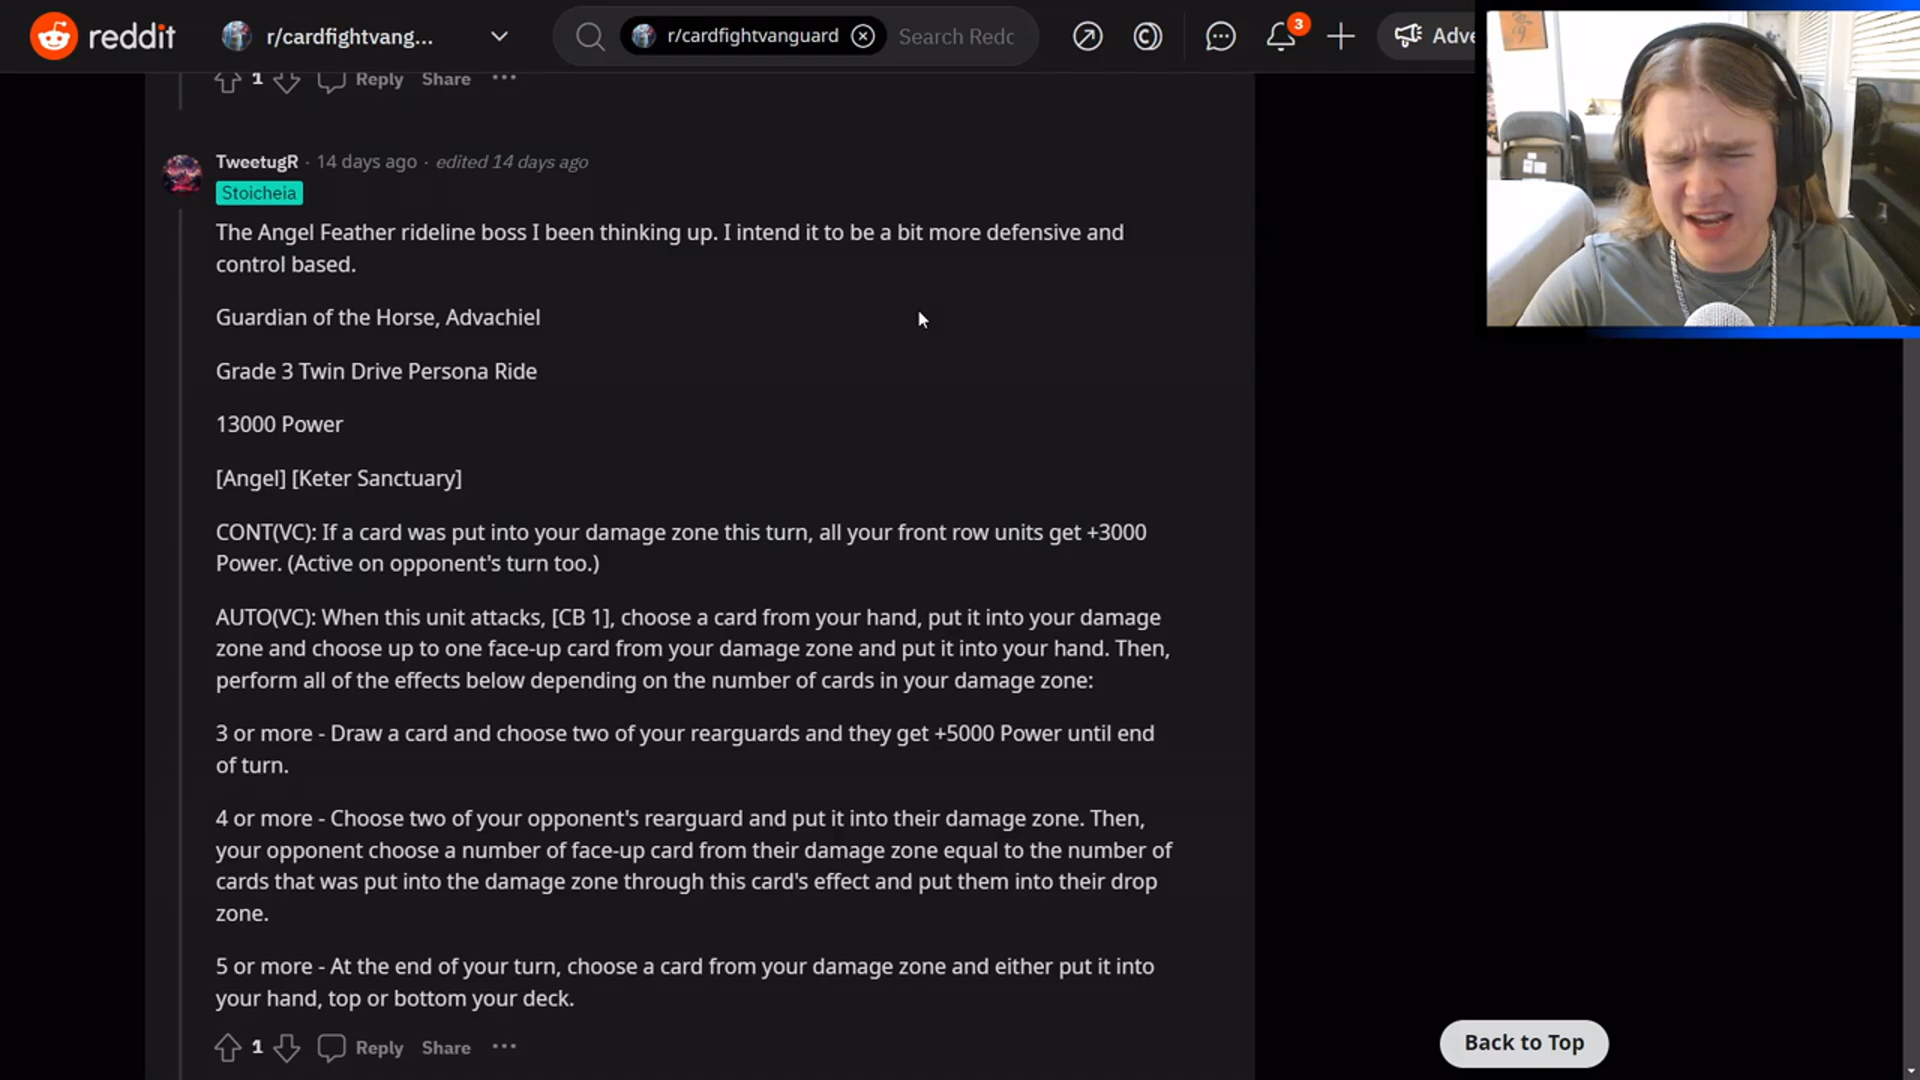 reddit
r/cardfightvang...
r/cardfightvanguard
Search Redc
3
Adve
1 Reply Share ...
TweetugR · 14 days ago · edited 14 days ago
Stoicheia
The Angel Feather rideline boss I been thinking up. I intend it to be a bit more defensive and
control based.
Guardian of the Horse, Advachiel
Grade 3 Twin Drive Persona Ride
13000 Power
[Angel] [Keter Sanctuary]
CONT(VC): If a card was put into your damage zone this turn, all your front row units get +3000
Power. (Active on opponent's turn too.)
AUTO(VC): When this unit attacks, [CB 1], choose a card from your hand, put it into your damage
zone and choose up to one face-up card from your damage zone and put it into your hand. Then,
perform all of the effects below depending on the number of cards in your damage zone:
3 or more - Draw a card and choose two of your rearguards and they get +5000 Power until end
of turn.
4 or more - Choose two of your opponent's rearguard and put it into their damage zone. Then,
your opponent choose a number of face-up card from their damage zone equal to the number of
cards that was put into the damage zone through this card's effect and put them into their drop
zone.
5 or more - At the end of your turn, choose a card from your damage zone and either put it into
your hand, top or bottom your deck.
1 Reply Share ...
Back to Top